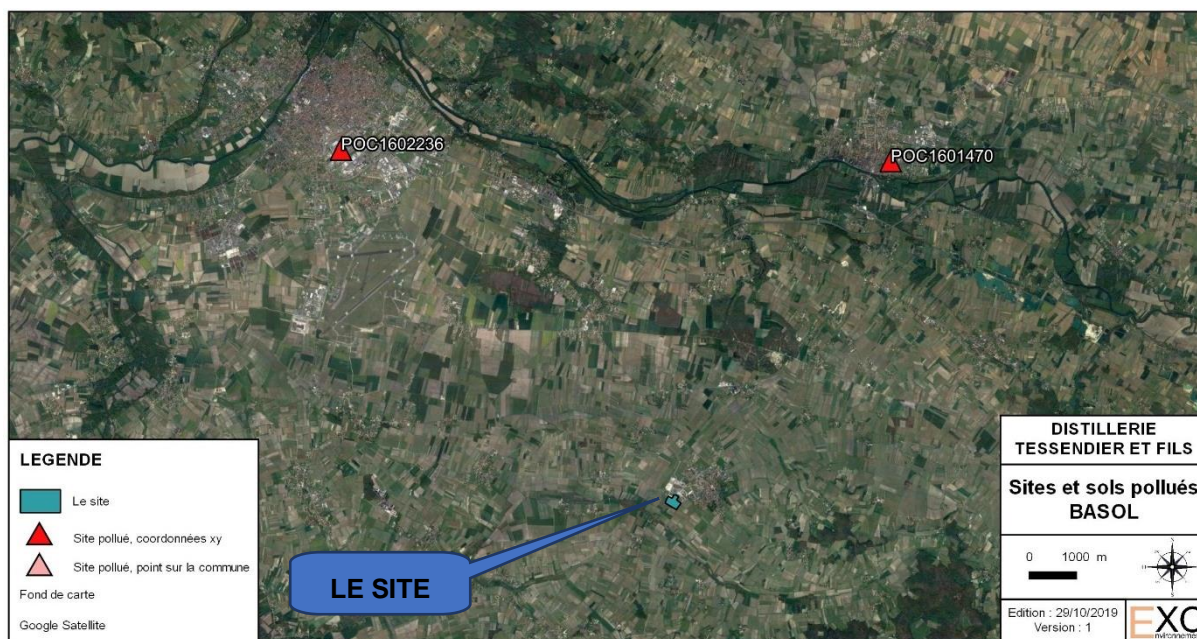 POC1602236
POC1601470
LE SITE
LEGENDE
Le site
Site pollué, coordonnées xy
Site pollué, point sur la commune
Fond de carte
Google Satellite
DISTILLERIE
TESSENDIER ET FILS
Sites et sols pollués
BASOL
0 1000 m
Edition : 29/10/2019
Version : 1